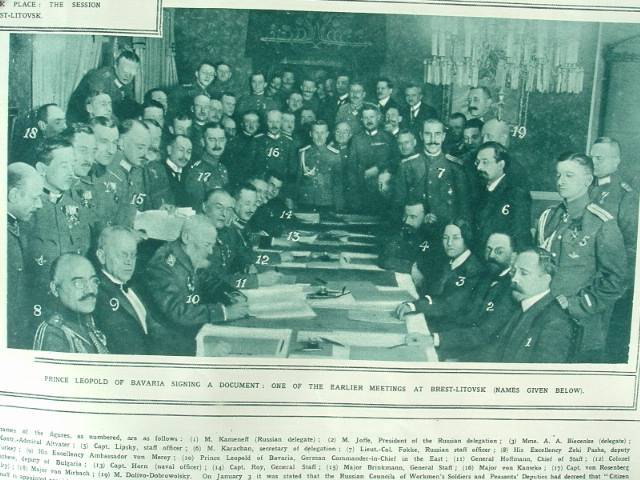 K PLACE: THE SESSION
ST-LITOVSK.
18
19
16
17
15
7
6
14
13
5
4
12
11
3
10
9
8
2
1
PRINCE LEOPOLD OF BAVARIA SIGNING A DOCUMENT: ONE OF THE EARLIER MEETINGS AT BREST-LITOVSK (NAMES GIVEN BELOW).
names of the figures, as numbered, are as follows: (1) M. Kameneff (Russian delegate); (2) M. Joffe, President of the Russian delegation; (3) Mme. A. A. Biecenius (delegate);
Admiral Altvater; (5) Capt. Lipsky, staff officer; (6) M. Karachan, secretary of delegation; (7) Lieut.-Col. Fokke, Russian staff officer; (8) His Excellency Zeki Pasha, deputy
Turkey); (9) His Excellency Ambassador von Merey; (10) Prince Leopold of Bavaria, German Commander-in-Chief in the East; (11) General Hoffmann, Chief of Staff; (12) Colonel
deputy of Bulgaria; (13) Capt. Horn (naval officer); (14) Capt. Hoy, General Staff; (15) Major Brinkmann, General Staff; (16) Major von Kameke; (17) Capt. von Rosenberg
(18) Major von Mirbach; (19) M. Dolivo-Dobrowolsky. On January 3 it was stated that the Russian Councils of Workmen's Soldiers and Peasants' Deputies had decreed that "Citizen